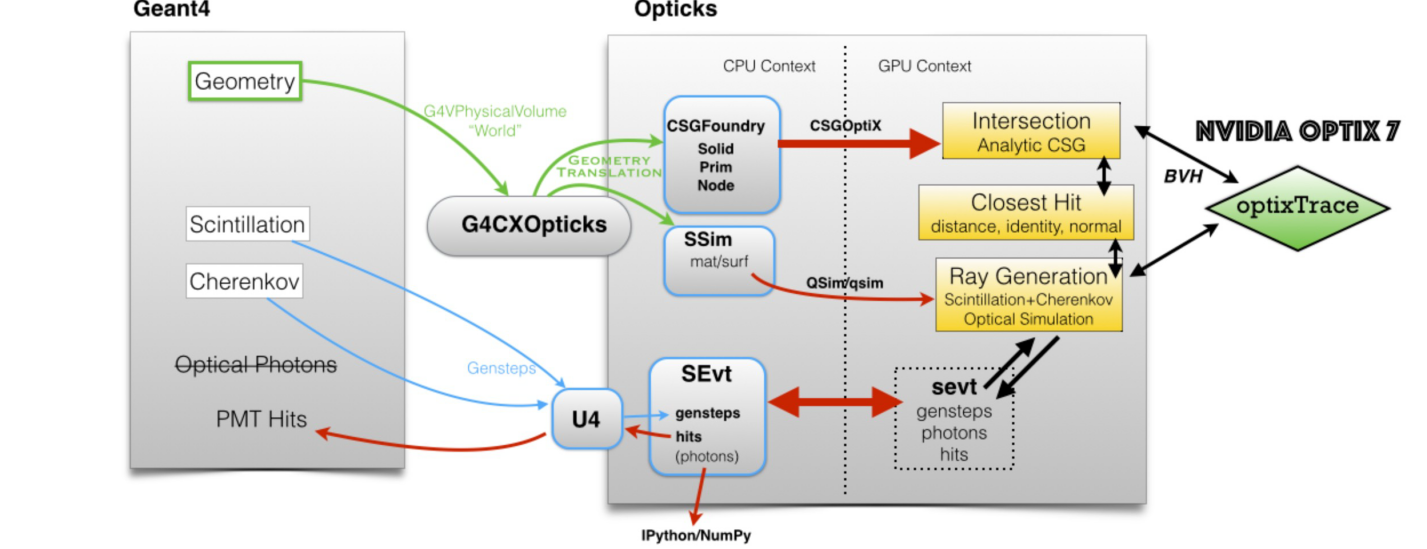 Geant4
Opticks
Geometry
G4VPhysicalVolume
“World”
Scintillation
Cherenkov
Optical Photons
PMT Hits
Gensteps
G4CXOpticks
GEOMETRY
TRANSLATION
U4
CPU Context
GPU Context
CSGFoundry
Solid
Prim
Node
CSGOptiX
SSim
mat/surf
QSim/qsim
SEvt
gensteps
hits
(photons)
IPython/NumPy
Intersection
Analytic CSG
Closest Hit
distance, identity, normal
Ray Generation
Scintillation+Cherenkov
Optical Simulation
sevt
gensteps
photons
hits
NVIDIA OPTIX 7
BVH
optixTrace